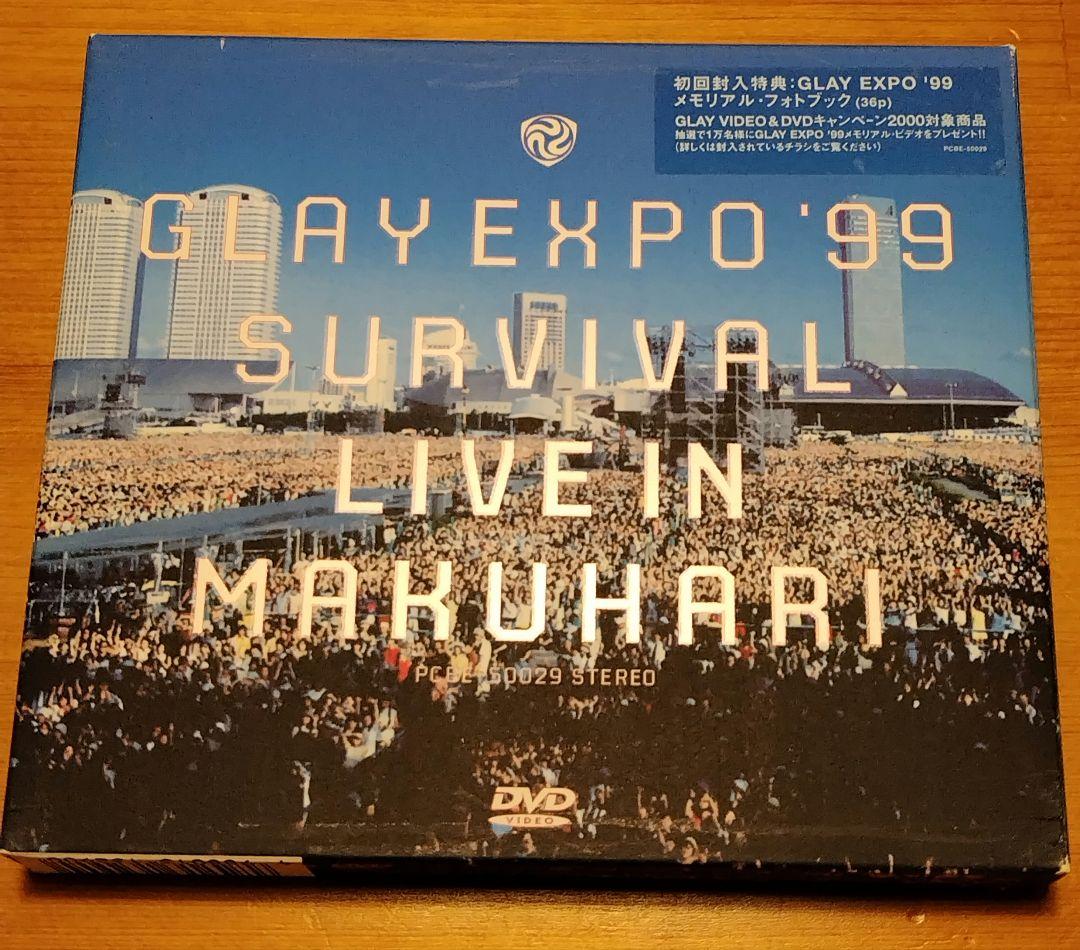 初回封入特典:GLAY EXPO '99
メモリアル・フォトブック(36p)
GLAY VIDEO&DVDキャンペーン2000対象商品
抽選で1万名様にGLAY EXPO '99メモリアル・ビデオをプレゼント!!
(詳しくは封入されているチラシをご覧ください)
PCBE-50029
GLAY EXPO '99
SURVIVAL
LIVE IN
MAKUHARI
PCBE-50029 STEREO
DVD
VIDEO